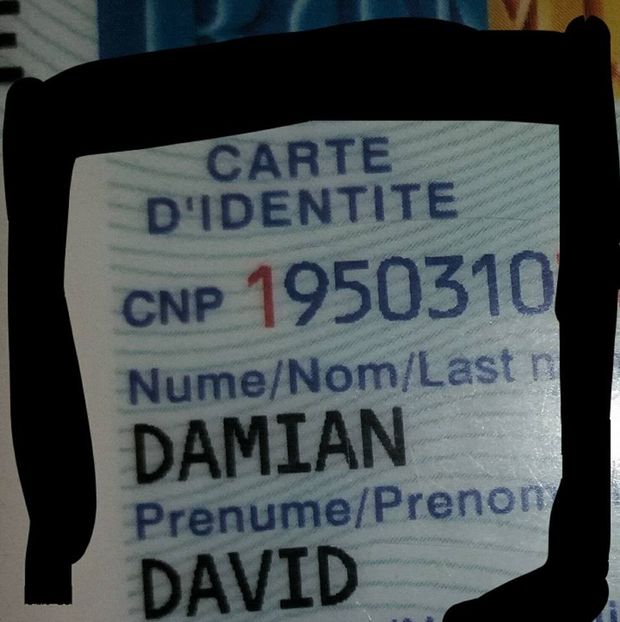 CARTE
D'IDENTITE
CNP 1950310
Nume/Nom/Last
DAMIAN
Prenume/Prenom
DAVID